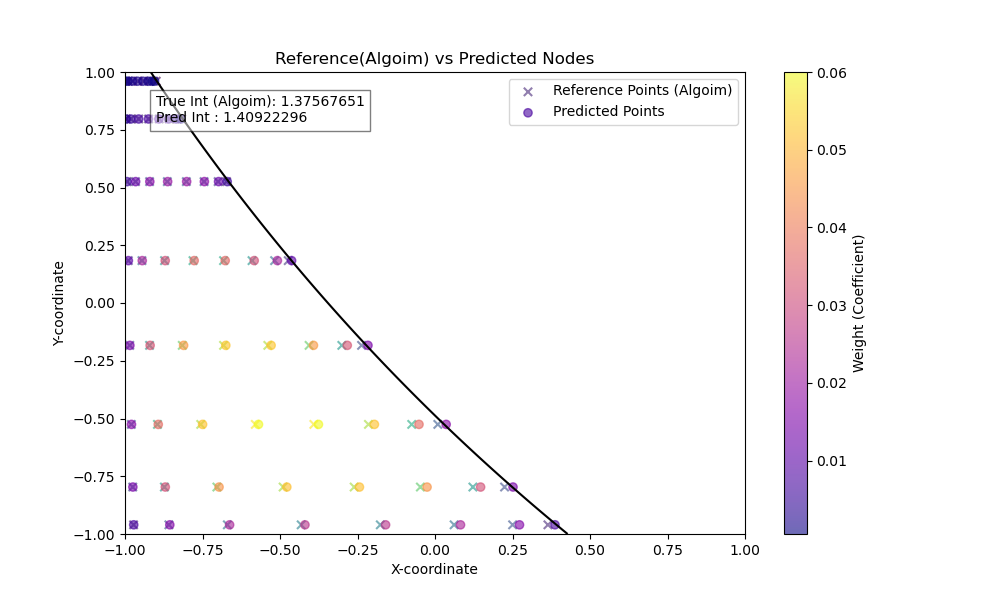 Reference(Algoim) vs Predicted Nodes
True Int (Algoim): 1.37567651
Pred Int : 1.40922296
Reference Points (Algoim)
Predicted Points
Y-coordinate
1.00
0.75
0.50
0.25
0.00
−0.25
−0.50
−0.75
−1.00
−1.00 −0.75 −0.50 −0.25 0.00 0.25 0.50 0.75 1.00
X-coordinate
0.06
0.05
0.04
0.03
0.02
0.01
Weight (Coefficient)